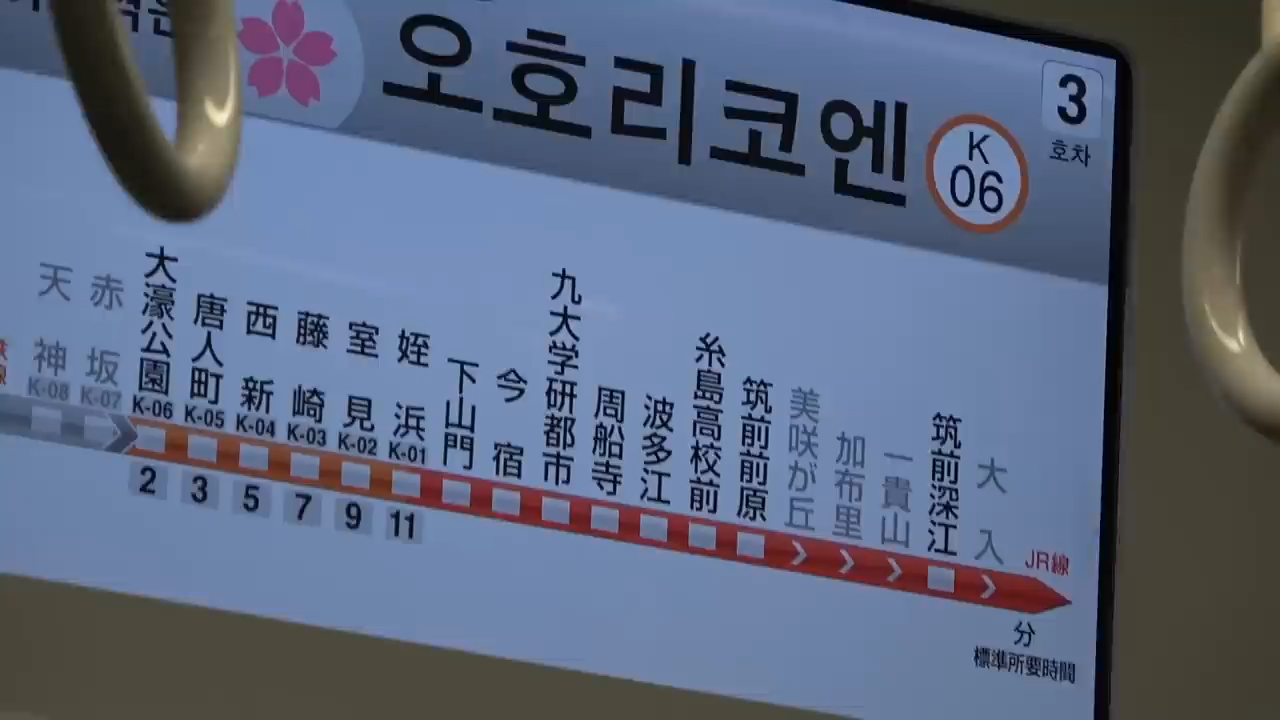 오호리코엔
K
06
3
호차
天神
赤坂
大濠公園
唐人町
西新
藤崎
室見
姪浜
下山門
今宿
九大学研都市
周船寺
波多江
糸島高校前
筑前前原
美咲が丘
加布里
一貴山
筑前深江
大入
K-08
K-07
K-06
K-05
K-04
K-03
K-02
K-01
JR線
2
3
5
7
9
11
分
標準所要時間